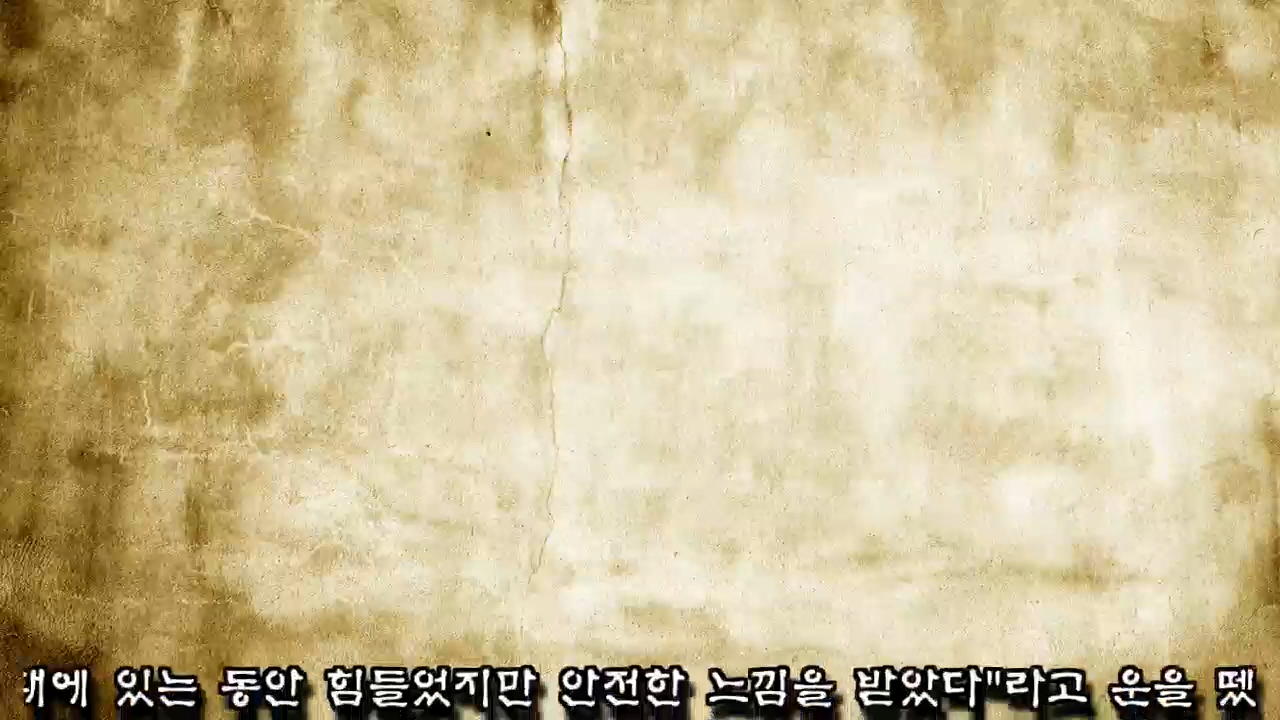 있는 동안 힘들었지만 안전한 느낌을 받았다"라고 운을 뗐